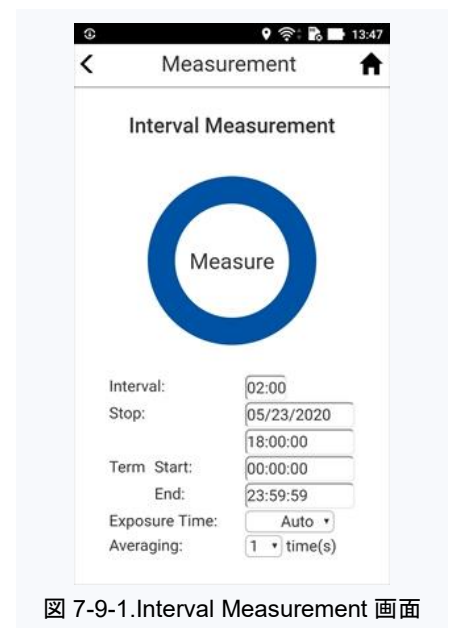 13:47
Measurement
Interval Measurement
Measure
Interval: 02:00
Stop: 05/23/2020
18:00:00
Term Start: 00:00:00
End: 23:59:59
Exposure Time: Auto
Averaging: 1 time(s)
図 7-9-1.Interval Measurement 画面